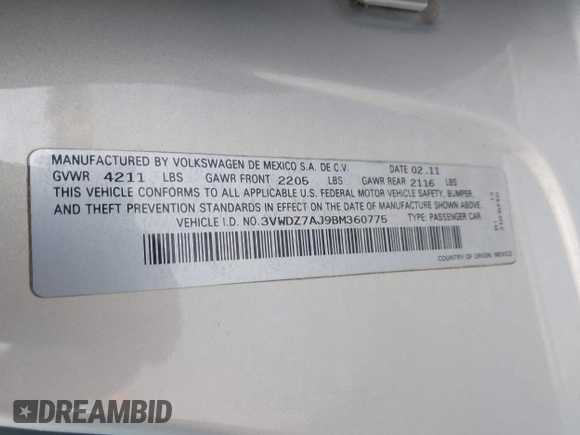 MANUFACTURED BY VOLKSWAGEN DE MEXICO S.A. DE C.V. DATE 02.11
GVWR 4211 LBS GAWR FRONT 2205 LBS GAWR REAR 2116 LBS
THIS VEHICLE CONFORMS TO ALL APPLICABLE U.S. FEDERAL MOTOR VEHICLE SAFETY, BUMPER,
AND THEFT PREVENTION STANDARDS IN EFFECT ON THE DATE OF MANUFACTURE SHOWN ABOVE.
VEHICLE I.D. NO.3VWDZ7AJ9BM360775 TYPE: PASSENGER CAR
COUNTRY OF ORIGIN: MEXICO
DREAMBID